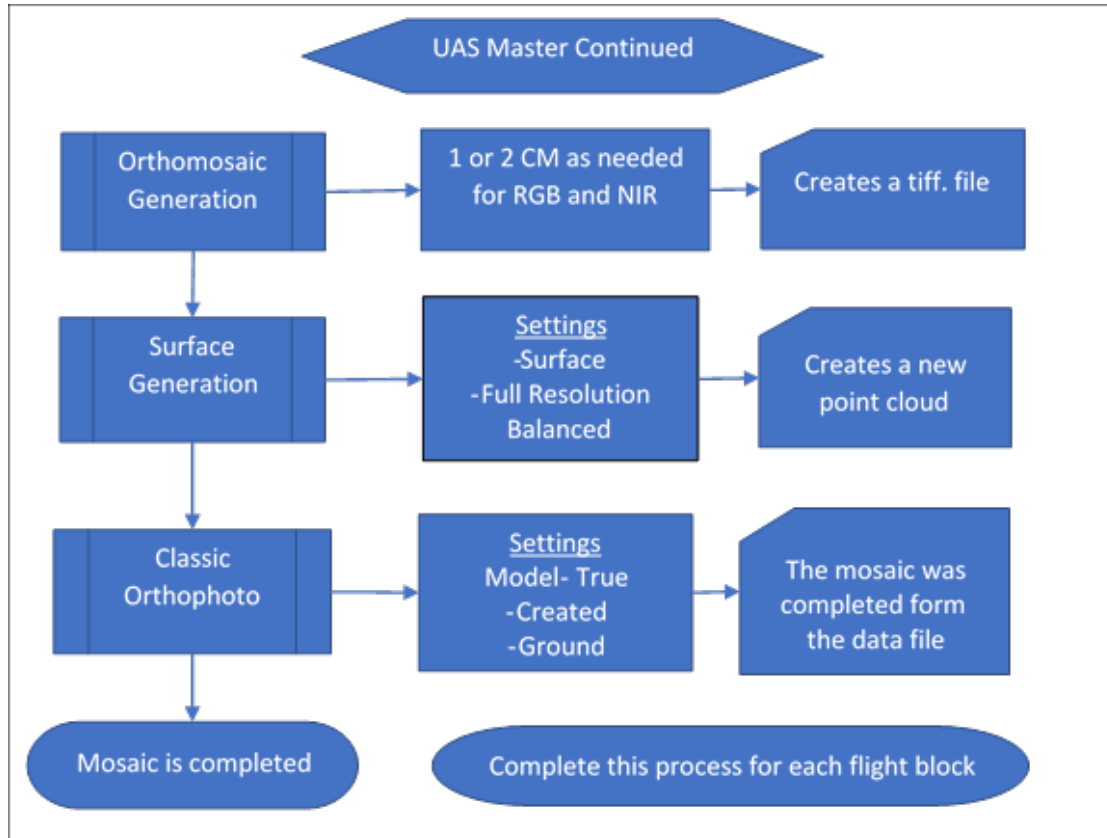 UAS Master Continued
Orthomosaic
Generation
1 or 2 CM as needed
for RGB and NIR
Creates a tiff. file
Surface
Generation
Settings
-Surface
-Full Resolution
Balanced
Creates a new
point cloud
Classic
Orthophoto
Settings
Model- True
-Created
-Ground
The mosaic was
completed form
the data file
Mosaic is completed
Complete this process for each flight block